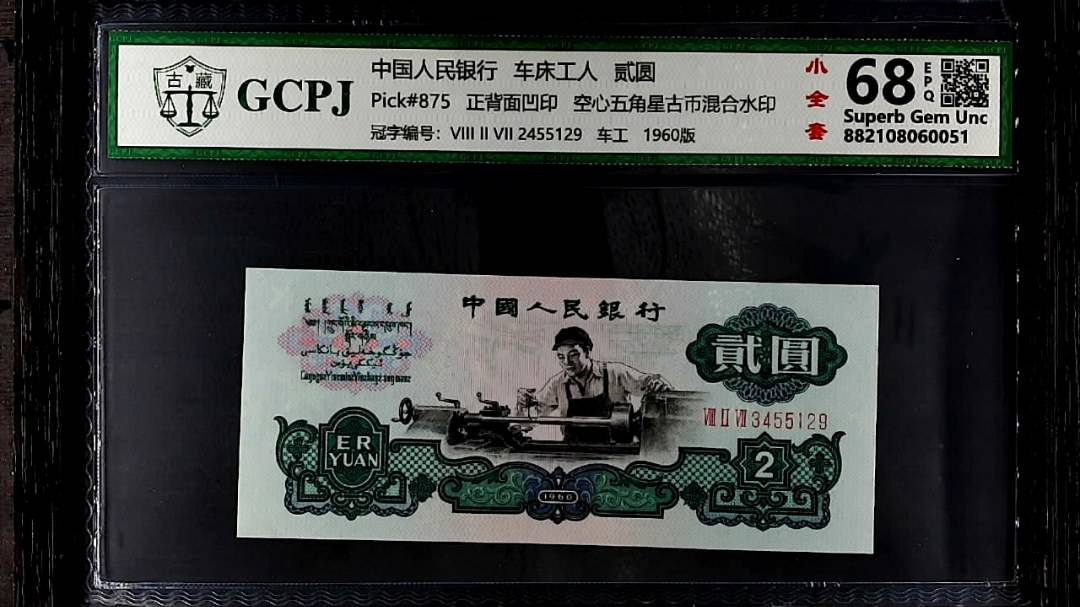 古藏
GCPJ
中国人民银行 车床工人 贰圆
Pick#875 正背面凹印 空心五角星古币混合水印
冠字编号：VIII II VII 2455129 车工 1960版
小全套
68
EPQ
Superb Gem Unc
882108060051
中國人民銀行
貳圓
VIII II VII 3455129
ER
YUAN
2
1960